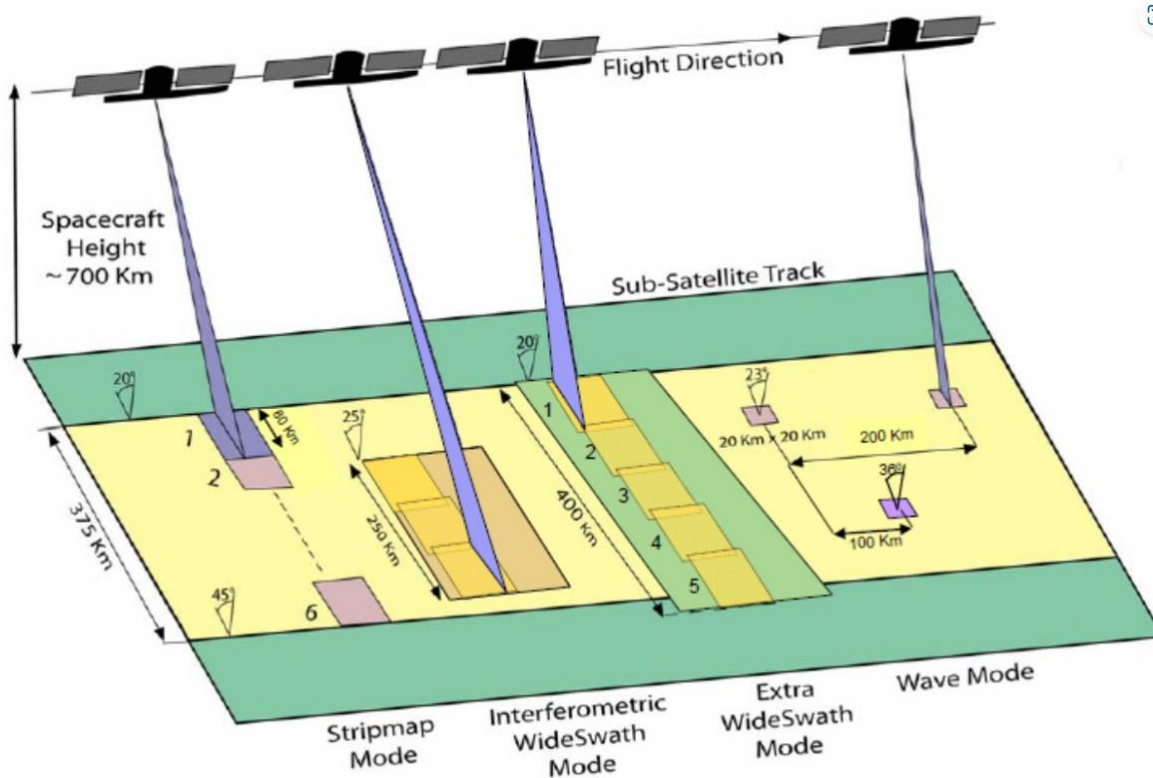 Flight Direction
Spacecraft
Height
~700 Km
Sub-Satellite Track
20°
20°
23°
25°
1
80 Km
1
20 Km x 20 Km
200 Km
2
2
36°
375 Km
250 Km
400 Km
3
4
100 Km
45°
6
5
Stripmap
Mode
Interferometric
WideSwath
Mode
Extra
WideSwath
Mode
Wave Mode